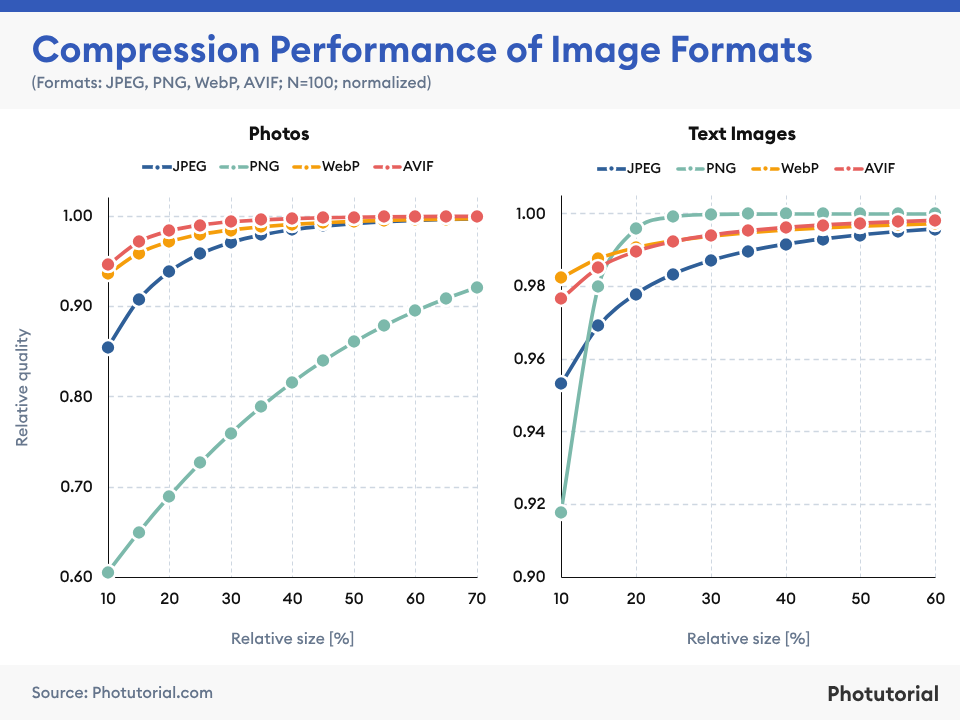 Compression Performance of Image Formats
(Formats: JPEG, PNG, WebP, AVIF; N=100; normalized)
Photos
JPEG PNG WebP AVIF
Relative quality
1.00
0.90
0.80
0.70
0.60
10 20 30 40 50 60 70
Relative size [%]
Text Images
JPEG PNG WebP AVIF
1.00
0.98
0.96
0.94
0.92
0.90
10 20 30 40 50 60
Relative size [%]
Source: Photutorial.com
Photutorial